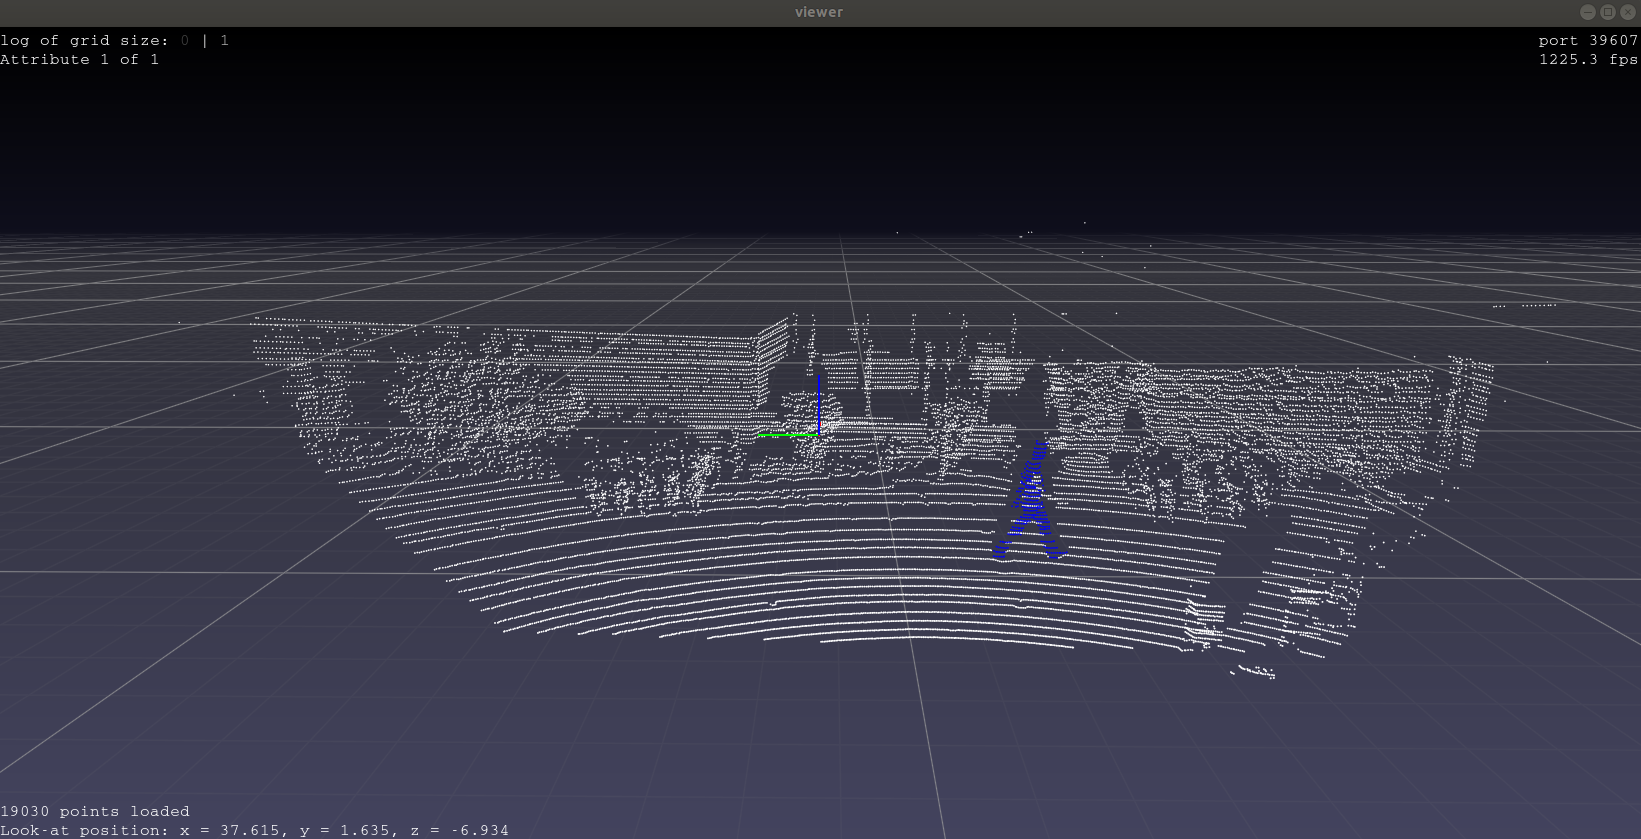 viewer
log of grid size: 0 | 1
port 39607
Attribute 1 of 1
1225.3 fps
19030 points loaded
Look-at position: x = 37.615, y = 1.635, z = -6.934